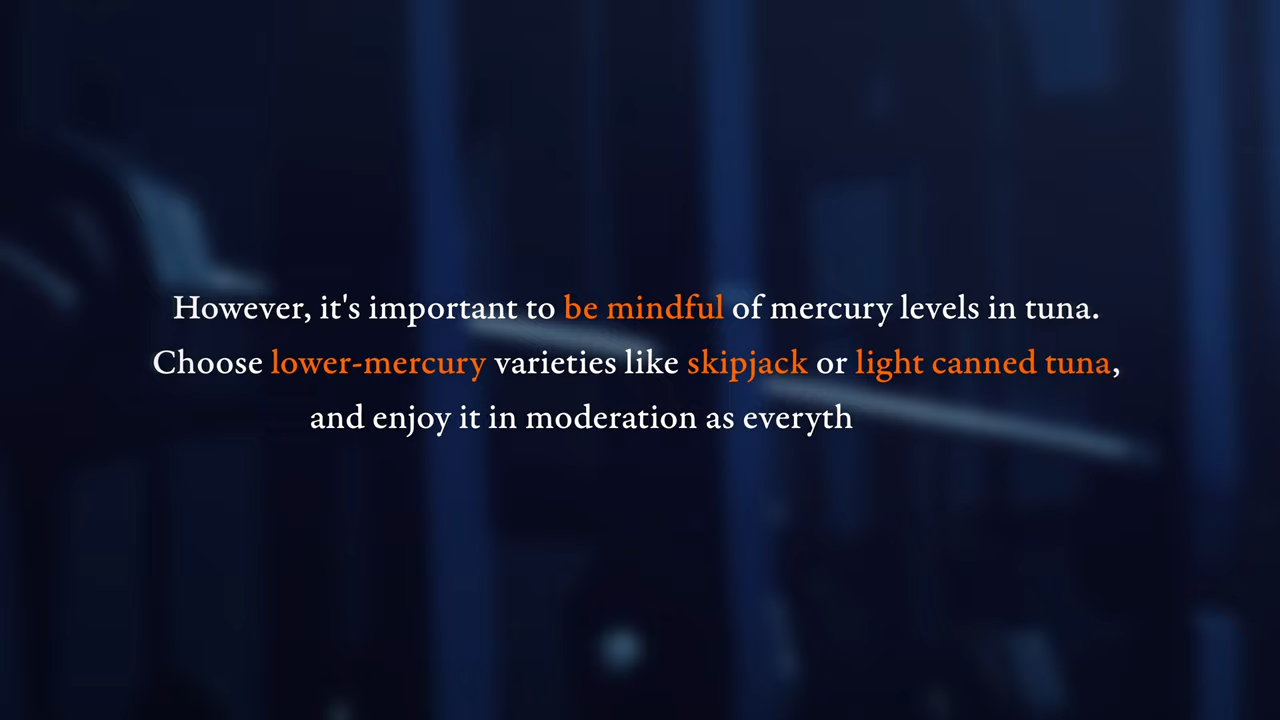 However, it's important to be mindful of mercury levels in tuna.
Choose lower-mercury varieties like skipjack or light canned tuna,
and enjoy it in moderation as everyth